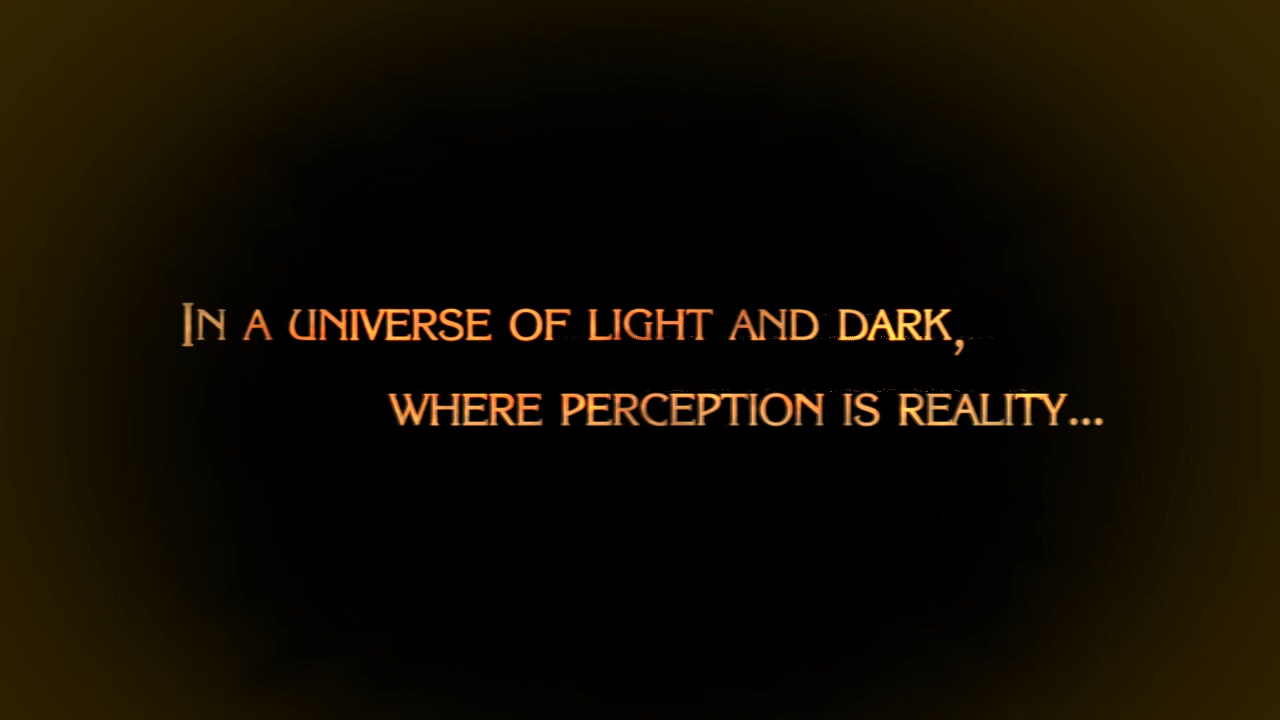 In a universe of light and dark,
where perception is reality...